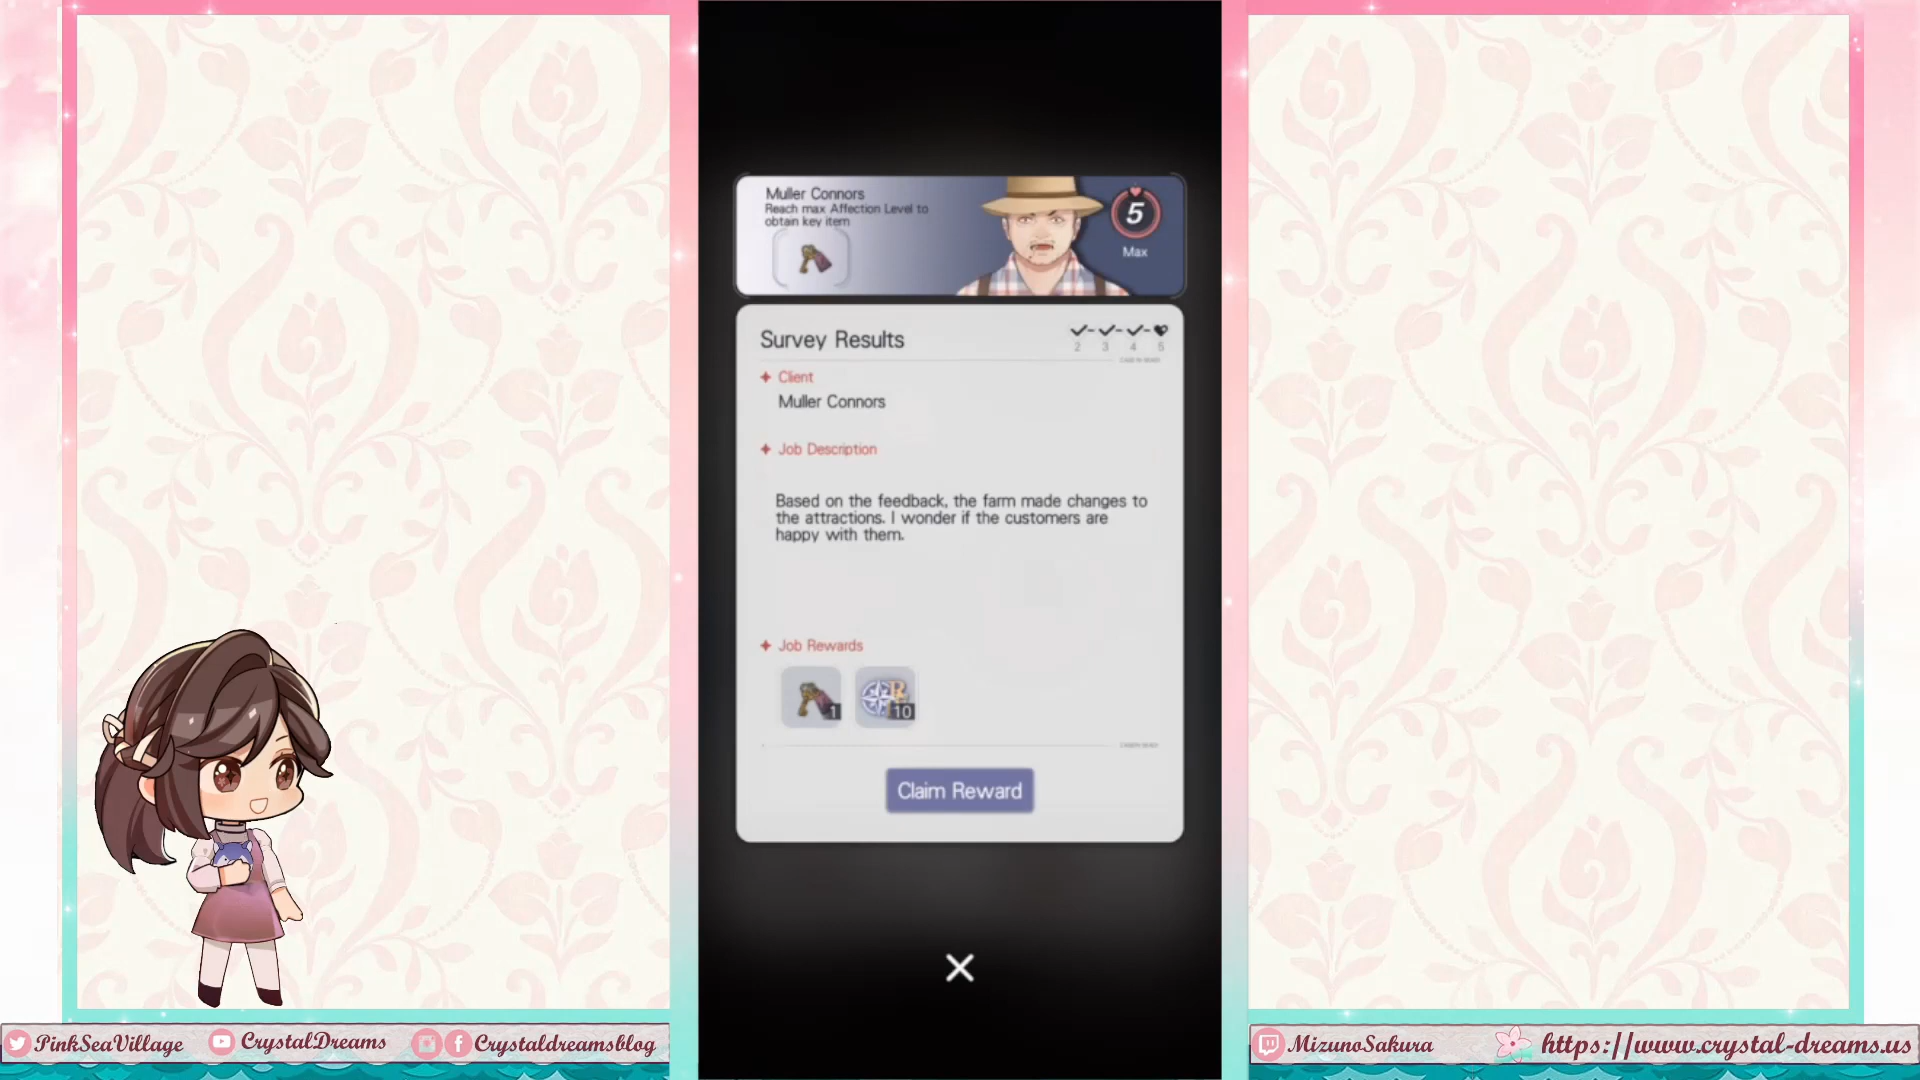 Muller Connors
Reach max Affection Level to
obtain key item
5
Max
Survey Results
2 3 4 5
Client
Muller Connors
Job Description
Based on the feedback, the farm made changes to
the attractions. I wonder if the customers are
happy with them.
Job Rewards
1
10
Claim Reward
PinkSeaVillage
CrystalDreams
Crystaldreamsblog
MizunoSakura
https://www.crystal-dreams.us